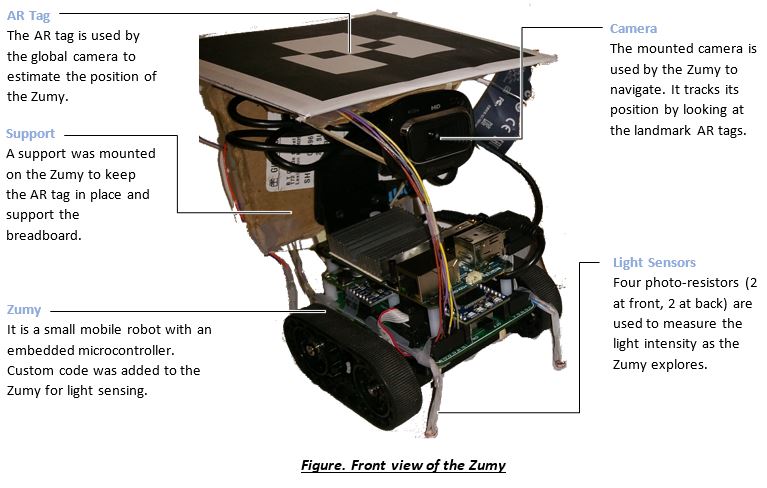 AR Tag
The AR tag is used by
the global camera to
estimate the position of
the Zumy.
Support
A support was mounted
on the Zumy to keep
the AR tag in place and
support the
breadboard.
Zumy
It is a small mobile robot with an
embedded microcontroller.
Custom code was added to the
Zumy for light sensing.
Camera
The mounted camera is
used by the Zumy to
navigate. It tracks its
position by looking at
the landmark AR tags.
Light Sensors
Four photo-resistors (2
at front, 2 at back) are
used to measure the
light intensity as the
Zumy explores.
HD
Figure. Front view of the Zumy